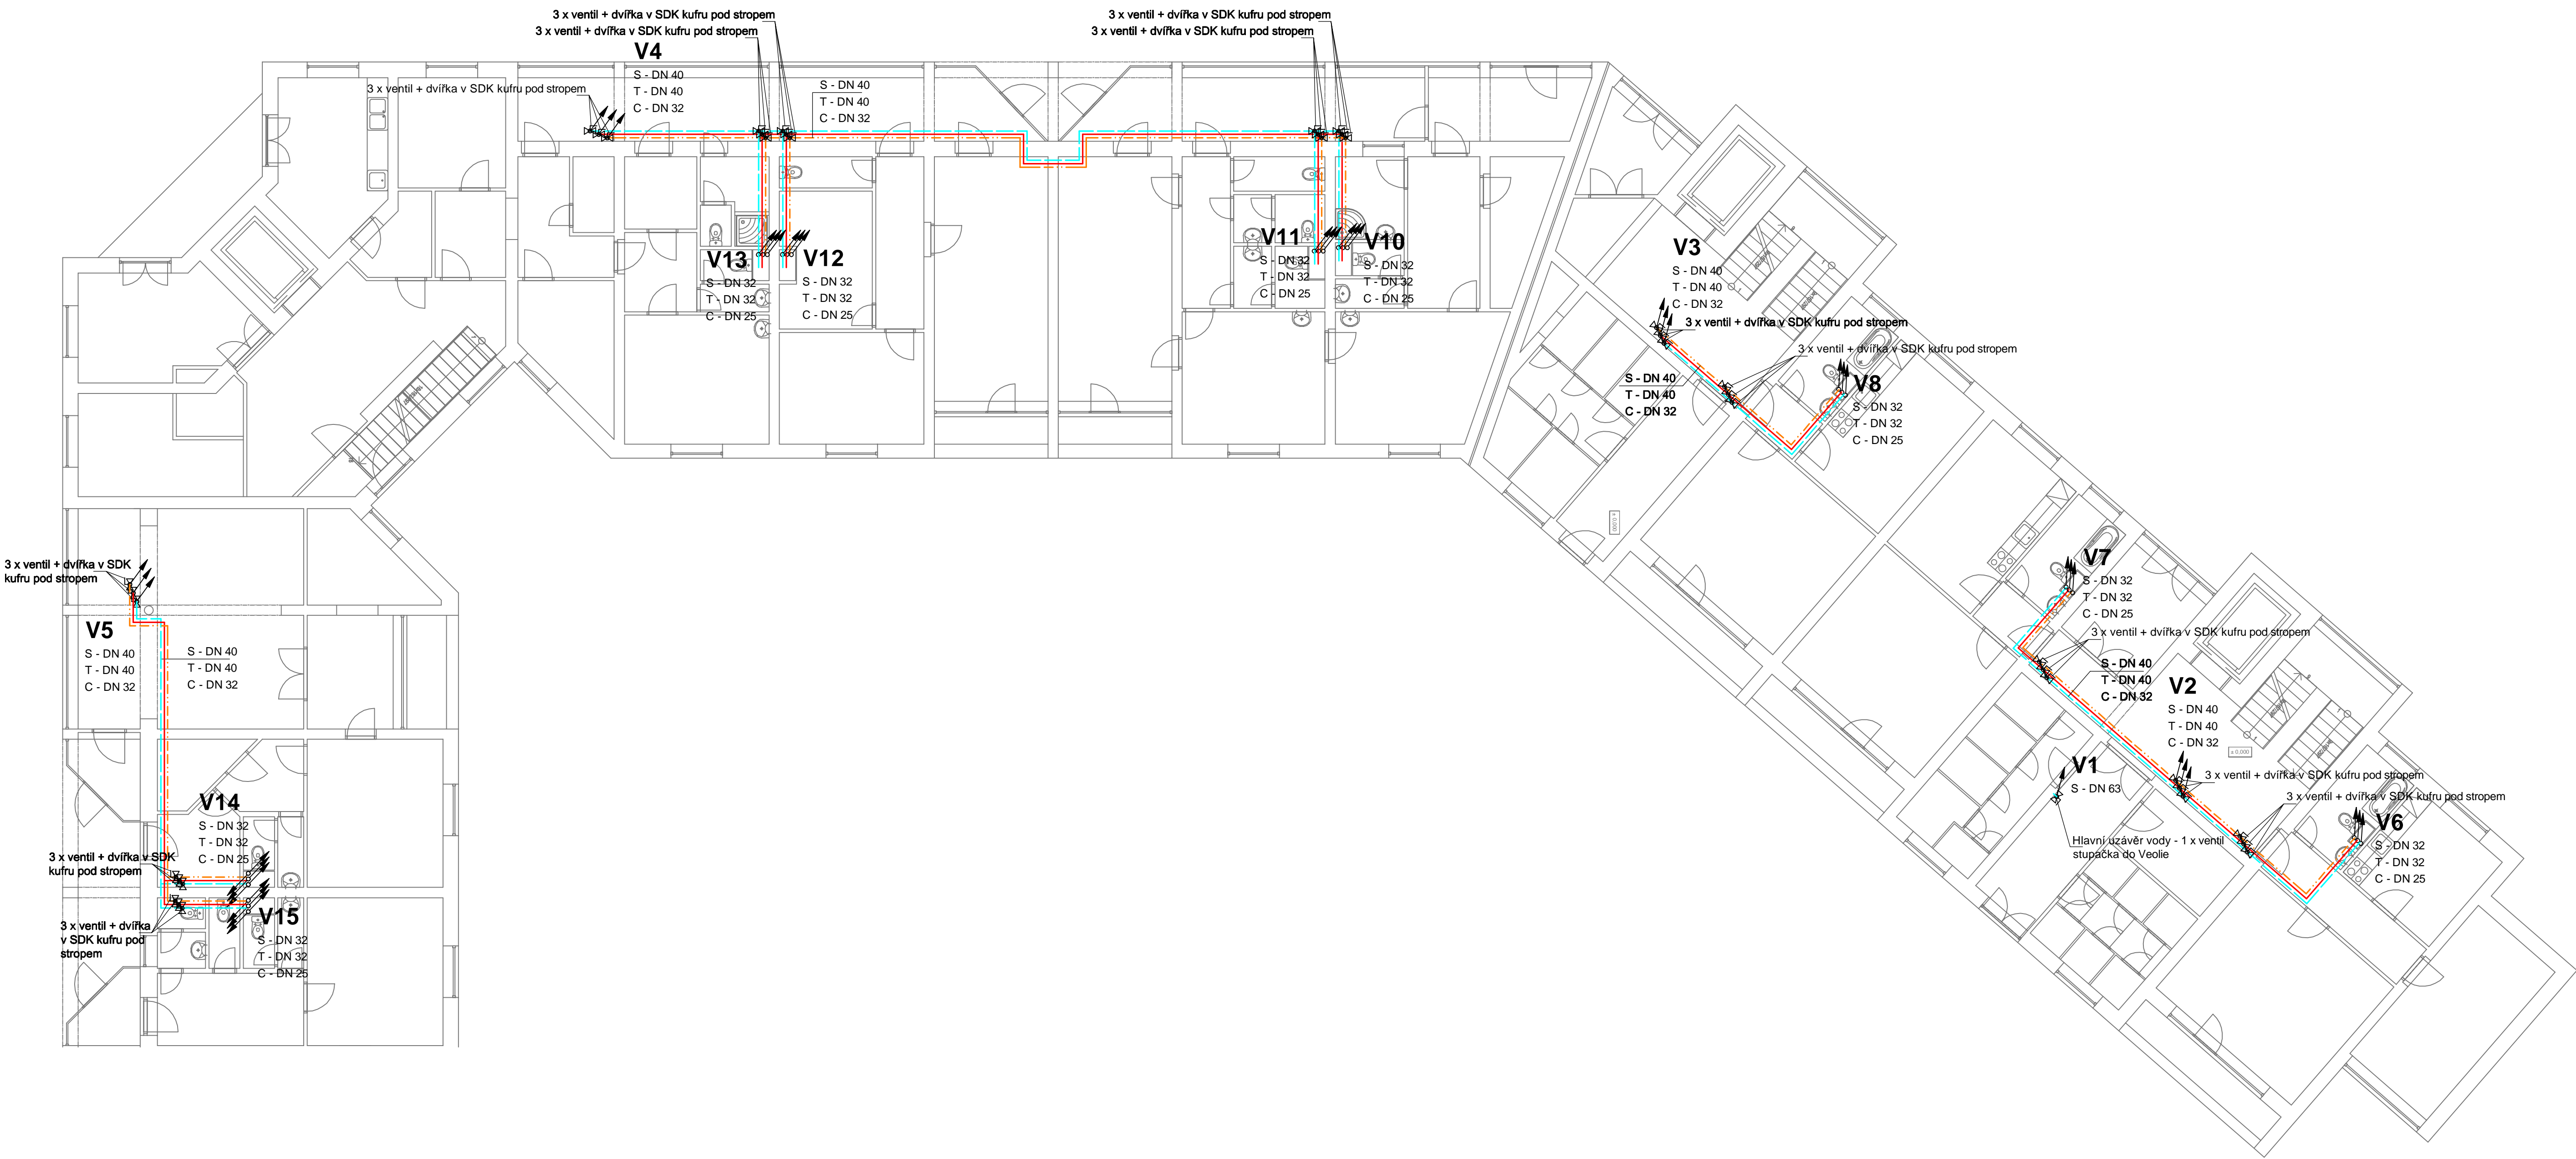 3 x ventil + dvířka v SDK kufru pod stropem
3 x ventil + dvířka v SDK kufru pod stropem
V4
S - DN 40
T - DN 40
C - DN 32
3 x ventil + dvířka v SDK kufru pod stropem
S - DN 40
T - DN 40
C - DN 32
3 x ventil + dvířka v SDK kufru pod stropem
3 x ventil + dvířka v SDK kufru pod stropem
V13
S - DN 32
T - DN 32
C - DN 25
V12
S - DN 32
T - DN 32
C - DN 25
V11
S - DN 32
T - DN 32
C - DN 25
V10
S - DN 32
T - DN 32
C - DN 25
V3
S - DN 40
T - DN 40
C - DN 32
3 x ventil + dvířka v SDK kufru pod stropem
3 x ventil + dvířka v SDK kufru pod stropem
S - DN 40
T - DN 40
C - DN 32
V8
S - DN 32
T - DN 32
C - DN 25
± 0,000
V7
S - DN 32
T - DN 32
C - DN 25
3 x ventil + dvířka v SDK kufru pod stropem
S - DN 40
T - DN 40
C - DN 32
V2
S - DN 40
T - DN 40
C - DN 32
± 0,000
V1
S - DN 63
3 x ventil + dvířka v SDK kufru pod stropem
3 x ventil + dvířka v SDK kufru pod stropem
Hlavní uzávěr vody - 1 x ventil
stupačka do Veolie
V6
S - DN 32
T - DN 32
C - DN 25
3 x ventil + dvířka v SDK
kufru pod stropem
V5
S - DN 40
T - DN 40
C - DN 32
S - DN 40
T - DN 40
C - DN 32
V14
S - DN 32
T - DN 32
C - DN 25
3 x ventil + dvířka v SDK
kufru pod stropem
V15
S - DN 32
T - DN 32
C - DN 25
3 x ventil + dvířka
v SDK kufru pod
stropem